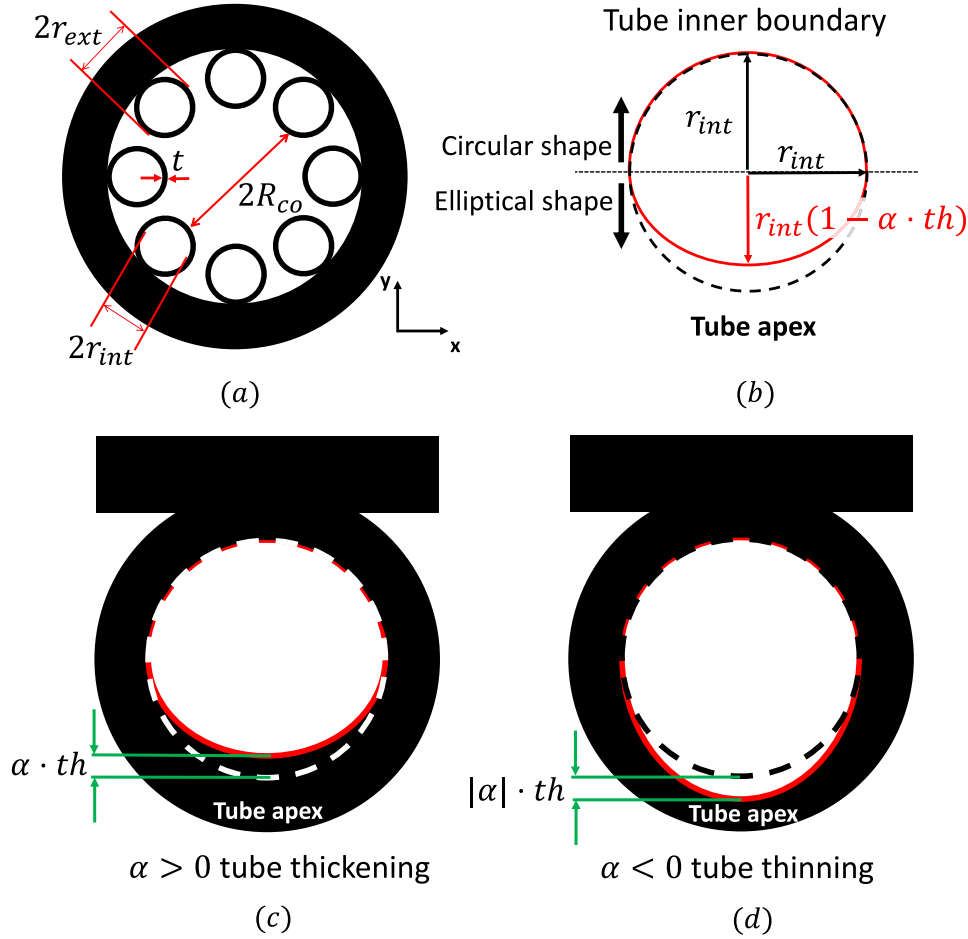 2r_ext
t
2R_co
2r_int
y
x
(a)
Tube inner boundary
r_int
r_int
Circular shape
Elliptical shape
r_int(1 − α · th)
Tube apex
(b)
α · th
Tube apex
α > 0 tube thickening
(c)
|α| · th
Tube apex
α < 0 tube thinning
(d)